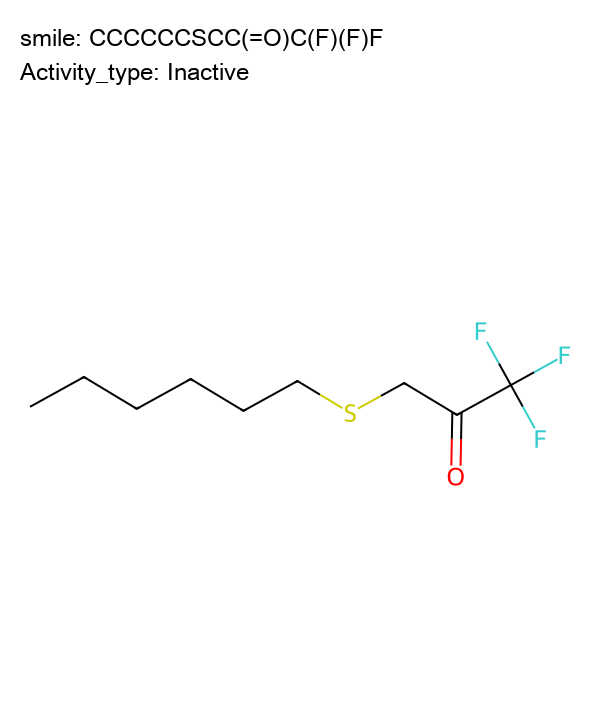 smile: CCCCCCSCC(=O)C(F)(F)F
Activity_type: Inactive
F
F
F
S
O